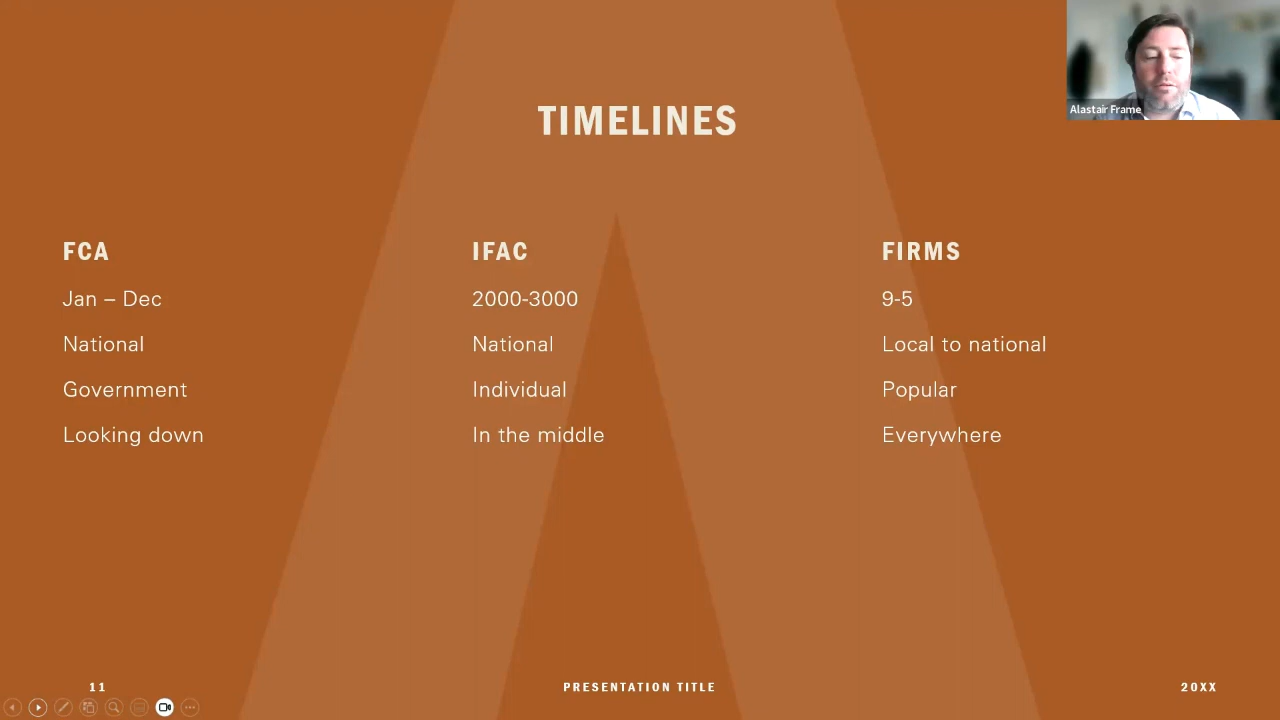 Alastair Frame
TIMELINES
FCA
Jan – Dec
National
Government
Looking down
IFAC
2000-3000
National
Individual
In the middle
FIRMS
9-5
Local to national
Popular
Everywhere
11
PRESENTATION TITLE
20XX